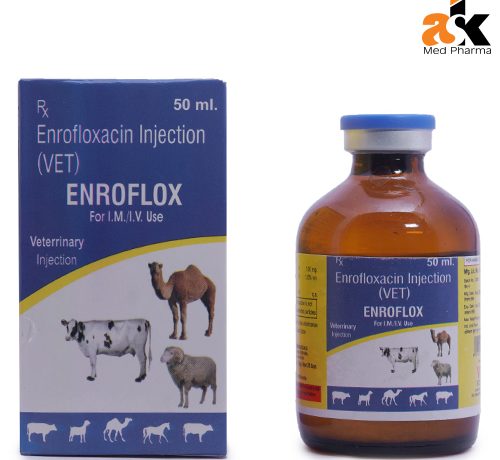 ark
Med Pharma
Rx
50 ml.
Enrofloxacin Injection
(VET)
ENROFLOX
For I.M./I.V. Use
Veterrinary
Injection
Rx
50 ml.
Enrofloxacin Injection
(VET)
ENROFLOX
For I.M./I.V. Use
Veterrinary
Injection